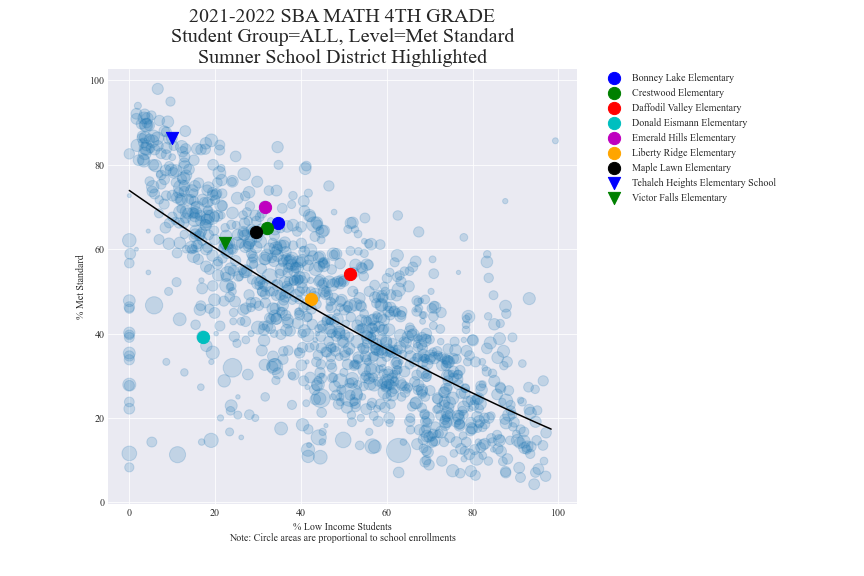 2021-2022 SBA MATH 4TH GRADE
Student Group=ALL, Level=Met Standard
Sumner School District Highlighted
Bonney Lake Elementary
Crestwood Elementary
Daffodil Valley Elementary
Donald Eismann Elementary
Emerald Hills Elementary
Liberty Ridge Elementary
Maple Lawn Elementary
Tehaleh Heights Elementary School
Victor Falls Elementary
% Met Standard
100
80
60
40
20
0
0 20 40 60 80 100
% Low Income Students
Note: Circle areas are proportional to school enrollments